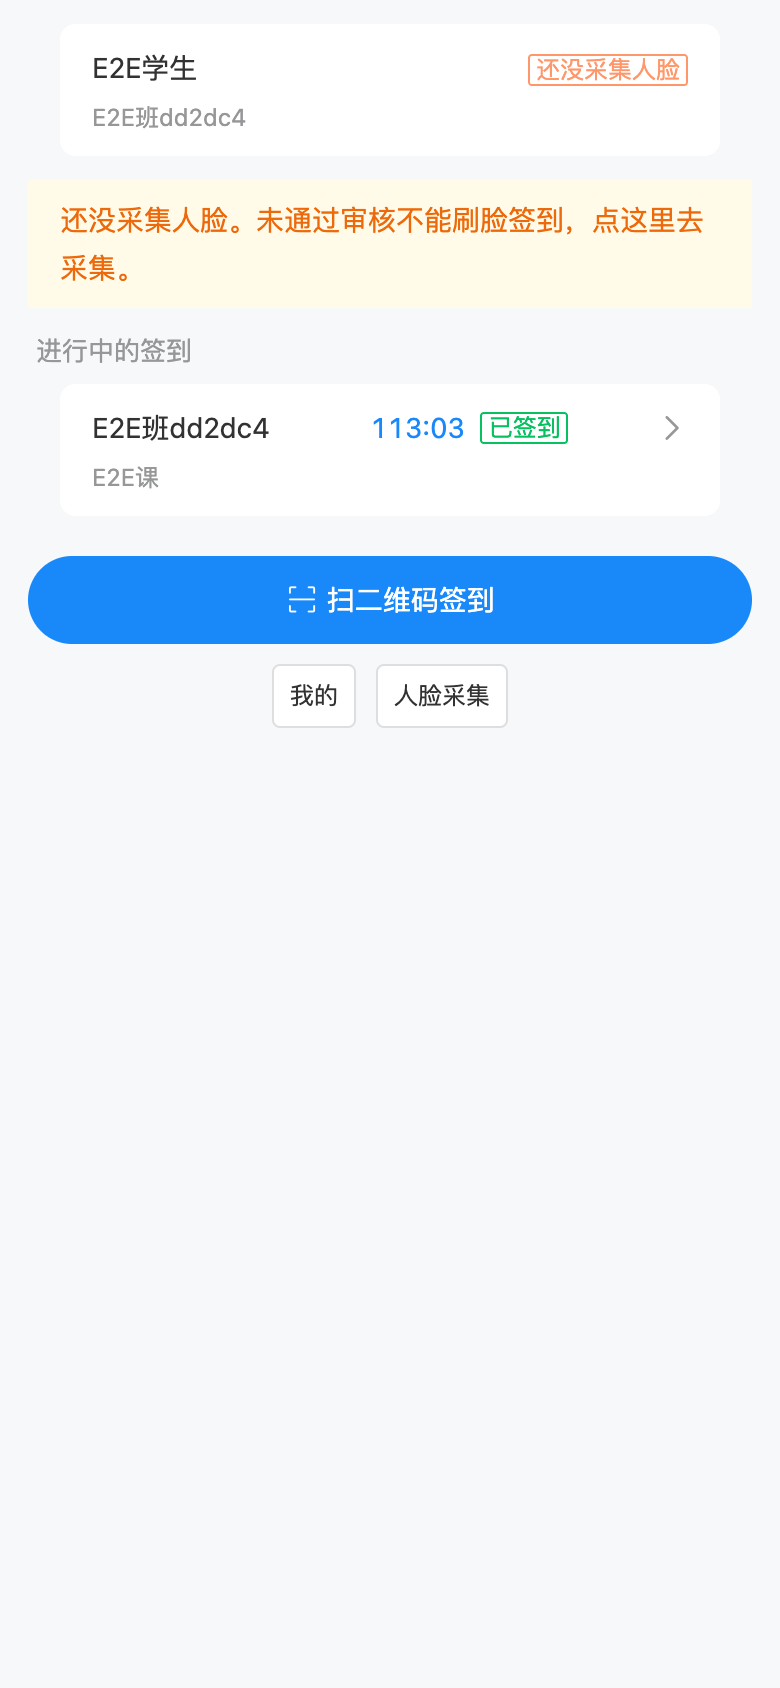 E2E学生 还没采集人脸
E2E班dd2dc4
还没采集人脸。未通过审核不能刷脸签到，点这里去
采集。
进行中的签到
E2E班dd2dc4 113:03 已签到
E2E课
扫二维码签到
我的 人脸采集